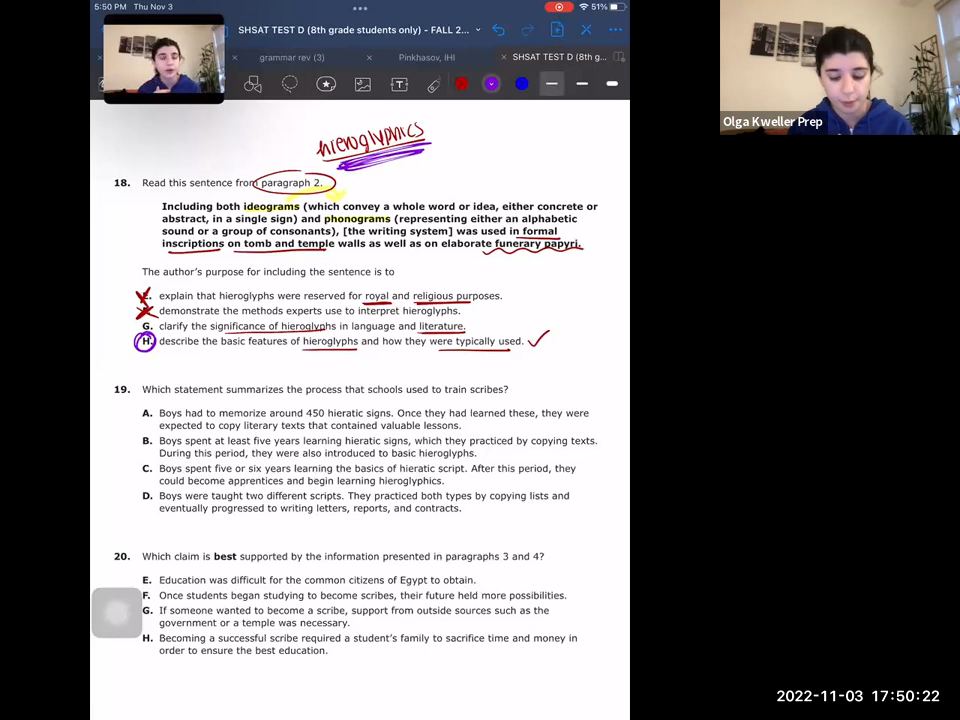 5:50 PM Thu Nov 3
51%
SHSAT TEST D (8th grade students only) - FALL 2...
grammar rev (3)
Pinkhasov, IHI
SHSAT TEST D (8th g...
Olga Kweller Prep
hieroglyphics
18. Read this sentence from paragraph 2.
Including both ideograms (which convey a whole word or idea, either concrete or
abstract, in a single sign) and phonograms (representing either an alphabetic
sound or a group of consonants), [the writing system] was used in formal
inscriptions on tomb and temple walls as well as on elaborate funerary papyri.
The author's purpose for including the sentence is to
E. explain that hieroglyphs were reserved for royal and religious purposes.
demonstrate the methods experts use to interpret hieroglyphs.
G. clarify the significance of hieroglyphs in language and literature.
H. describe the basic features of hieroglyphs and how they were typically used.
19. Which statement summarizes the process that schools used to train scribes?
A. Boys had to memorize around 450 hieratic signs. Once they had learned these, they were
expected to copy literary texts that contained valuable lessons.
B. Boys spent at least five years learning hieratic signs, which they practiced by copying texts.
During this period, they were also introduced to basic hieroglyphs.
C. Boys spent five or six years learning the basics of hieratic script. After this period, they
could become apprentices and begin learning hieroglyphics.
D. Boys were taught two different scripts. They practiced both types by copying lists and
eventually progressed to writing letters, reports, and contracts.
20. Which claim is best supported by the information presented in paragraphs 3 and 4?
E. Education was difficult for the common citizens of Egypt to obtain.
F. Once students began studying to become scribes, their future held more possibilities.
G. If someone wanted to become a scribe, support from outside sources such as the
government or a temple was necessary.
H. Becoming a successful scribe required a student's family to sacrifice time and money in
order to ensure the best education.
2022-11-03 17:50:22